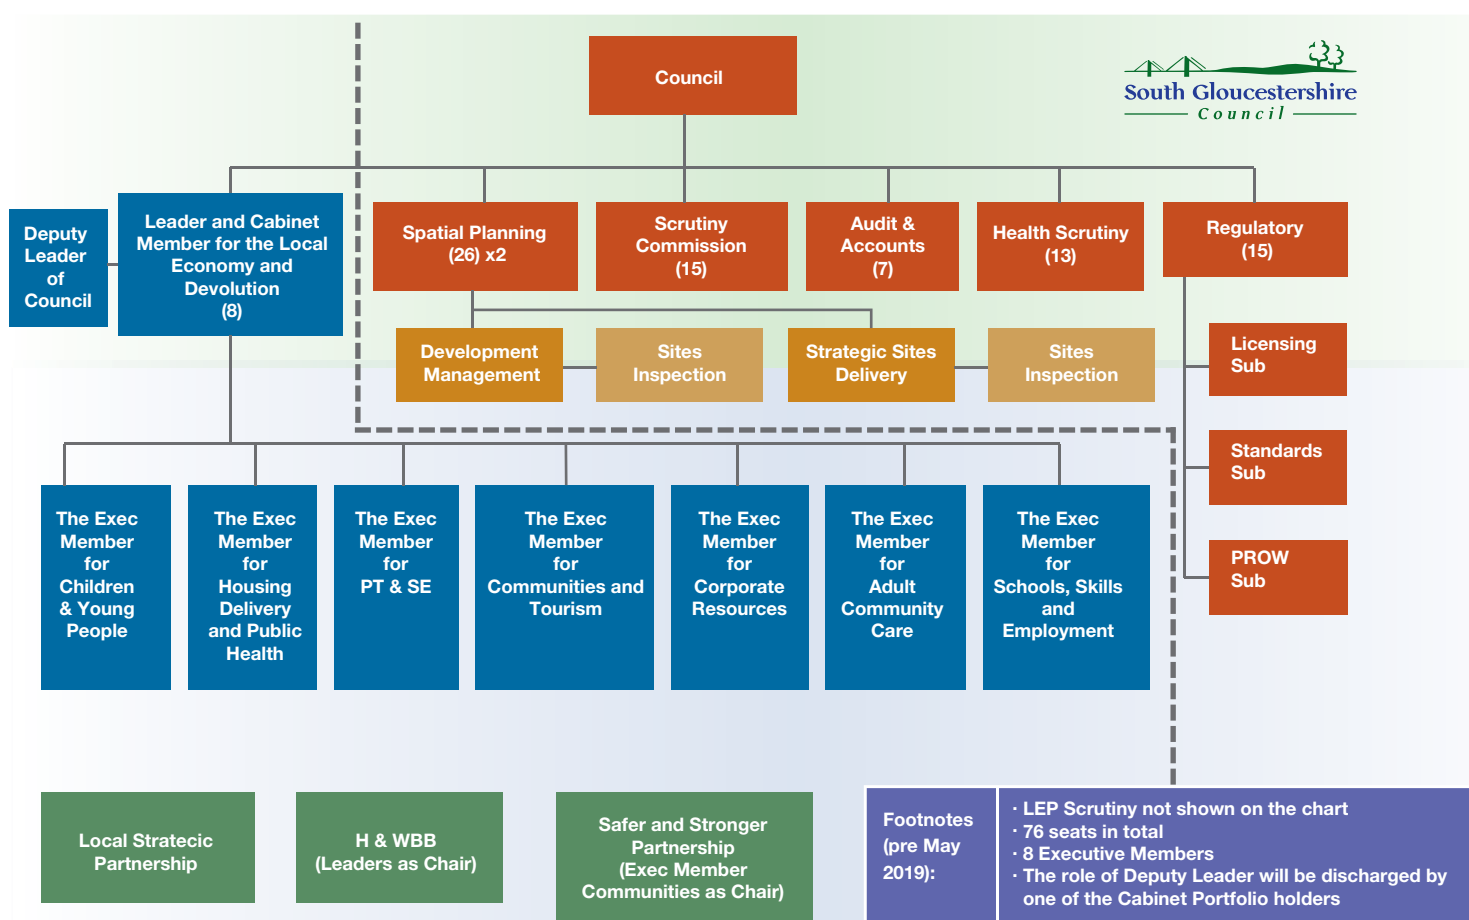 Council
South Gloucestershire
Council
Deputy
Leader
of
Council
Leader and Cabinet
Member for the Local
Economy and
Devolution
(8)
Spatial Planning
(26) x2
Scrutiny
Commission
(15)
Audit &
Accounts
(7)
Health Scrutiny
(13)
Regulatory
(15)
Development
Management
Sites
Inspection
Strategic Sites
Delivery
Sites
Inspection
Licensing
Sub
Standards
Sub
PROW
Sub
The Exec
Member
for
Children
& Young
People
The Exec
Member
for
Housing
Delivery
and Public
Health
The Exec
Member
for
PT & SE
The Exec
Member
for
Communities and
Tourism
The Exec
Member
for
Corporate
Resources
The Exec
Member
for
Adult
Community
Care
The Exec
Member
for
Schools, Skills
and
Employment
Local Stratecic
Partnership
H & WBB
(Leaders as Chair)
Safer and Stronger
Partnership
(Exec Member
Communities as Chair)
Footnotes
(pre May
2019):
· LEP Scrutiny not shown on the chart
· 76 seats in total
· 8 Executive Members
· The role of Deputy Leader will be discharged by
one of the Cabinet Portfolio holders